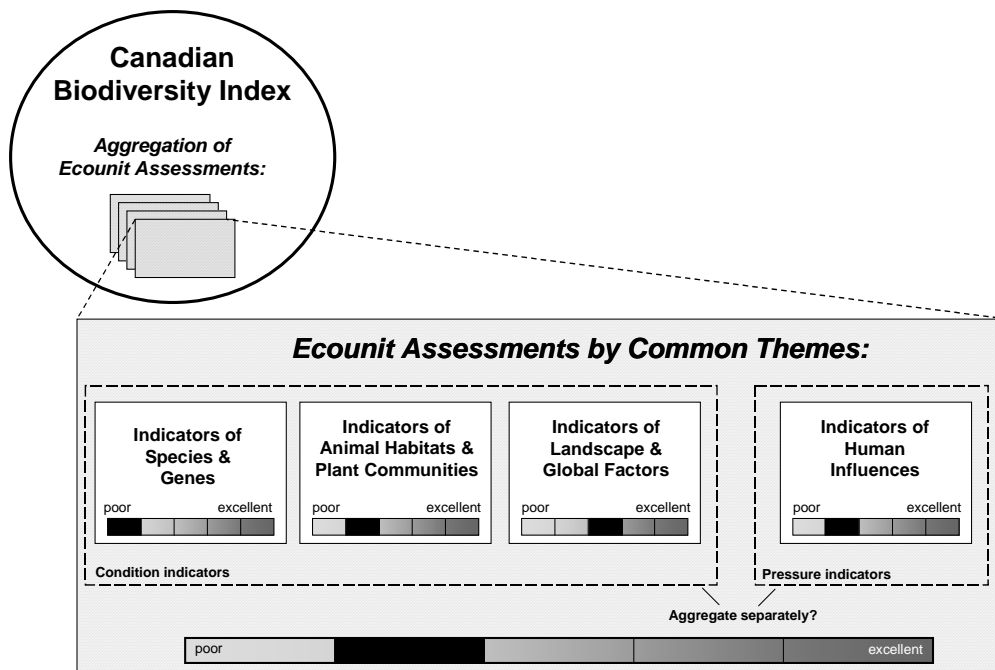 Canadian
Biodiversity Index
Aggregation of
Ecounit Assessments:
Ecounit Assessments by Common Themes:
Indicators of
Species &
Genes
poor excellent
Indicators of
Animal Habitats &
Plant Communities
poor excellent
Indicators of
Landscape &
Global Factors
poor excellent
Condition indicators
Indicators of
Human
Influences
poor excellent
Pressure indicators
Aggregate separately?
poor excellent